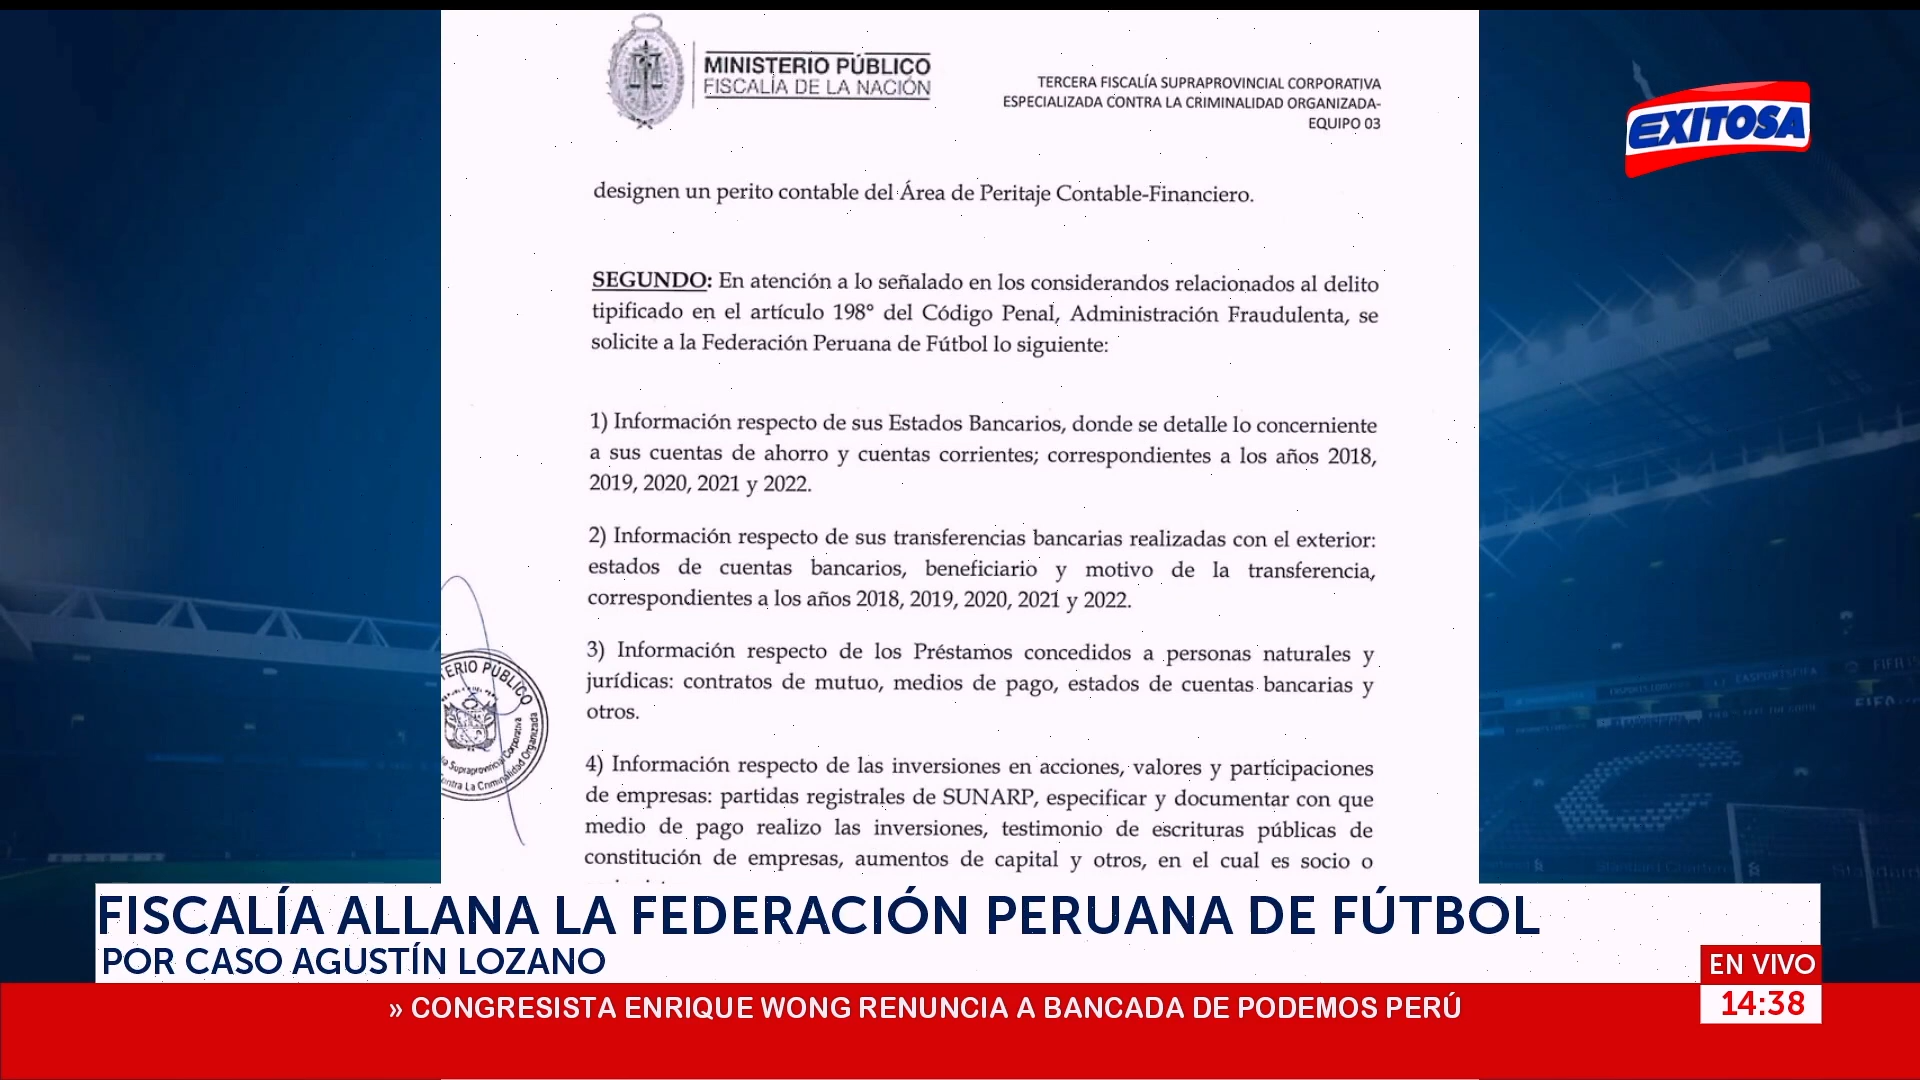 MINISTERIO PÚBLICO
FISCALÍA DE LA NACIÓN
TERCERA FISCALÍA SUPRAPROVINCIAL CORPORATIVA
ESPECIALIZADA CONTRA LA CRIMINALIDAD ORGANIZADA-
EQUIPO 03
EXITOSA
designen un perito contable del Área de Peritaje Contable-Financiero.
SEGUNDO: En atención a lo señalado en los considerandos relacionados al delito
tipificado en el artículo 198° del Código Penal, Administración Fraudulenta, se
solicite a la Federación Peruana de Fútbol lo siguiente:
1) Información respecto de sus Estados Bancarios, donde se detalle lo concerniente
a sus cuentas de ahorro y cuentas corrientes; correspondientes a los años 2018,
2019, 2020, 2021 y 2022.
2) Información respecto de sus transferencias bancarias realizadas con el exterior:
estados de cuentas bancarios, beneficiario y motivo de la transferencia,
correspondientes a los años 2018, 2019, 2020, 2021 y 2022.
3) Información respecto de los Préstamos concedidos a personas naturales y
jurídicas: contratos de mutuo, medios de pago, estados de cuentas bancarias y
otros.
4) Información respecto de las inversiones en acciones, valores y participaciones
de empresas: partidas registrales de SUNARP, especificar y documentar con que
medio de pago realizo las inversiones, testimonio de escrituras públicas de
constitución de empresas, aumentos de capital y otros, en el cual es socio o
TERIO PÚBLICO
Supraprovincial Corporativa
ntra La Criminalidad Organizada
FISCALÍA ALLANA LA FEDERACIÓN PERUANA DE FÚTBOL
POR CASO AGUSTÍN LOZANO
EN VIVO
14:38
» CONGRESISTA ENRIQUE WONG RENUNCIA A BANCADA DE PODEMOS PERÚ